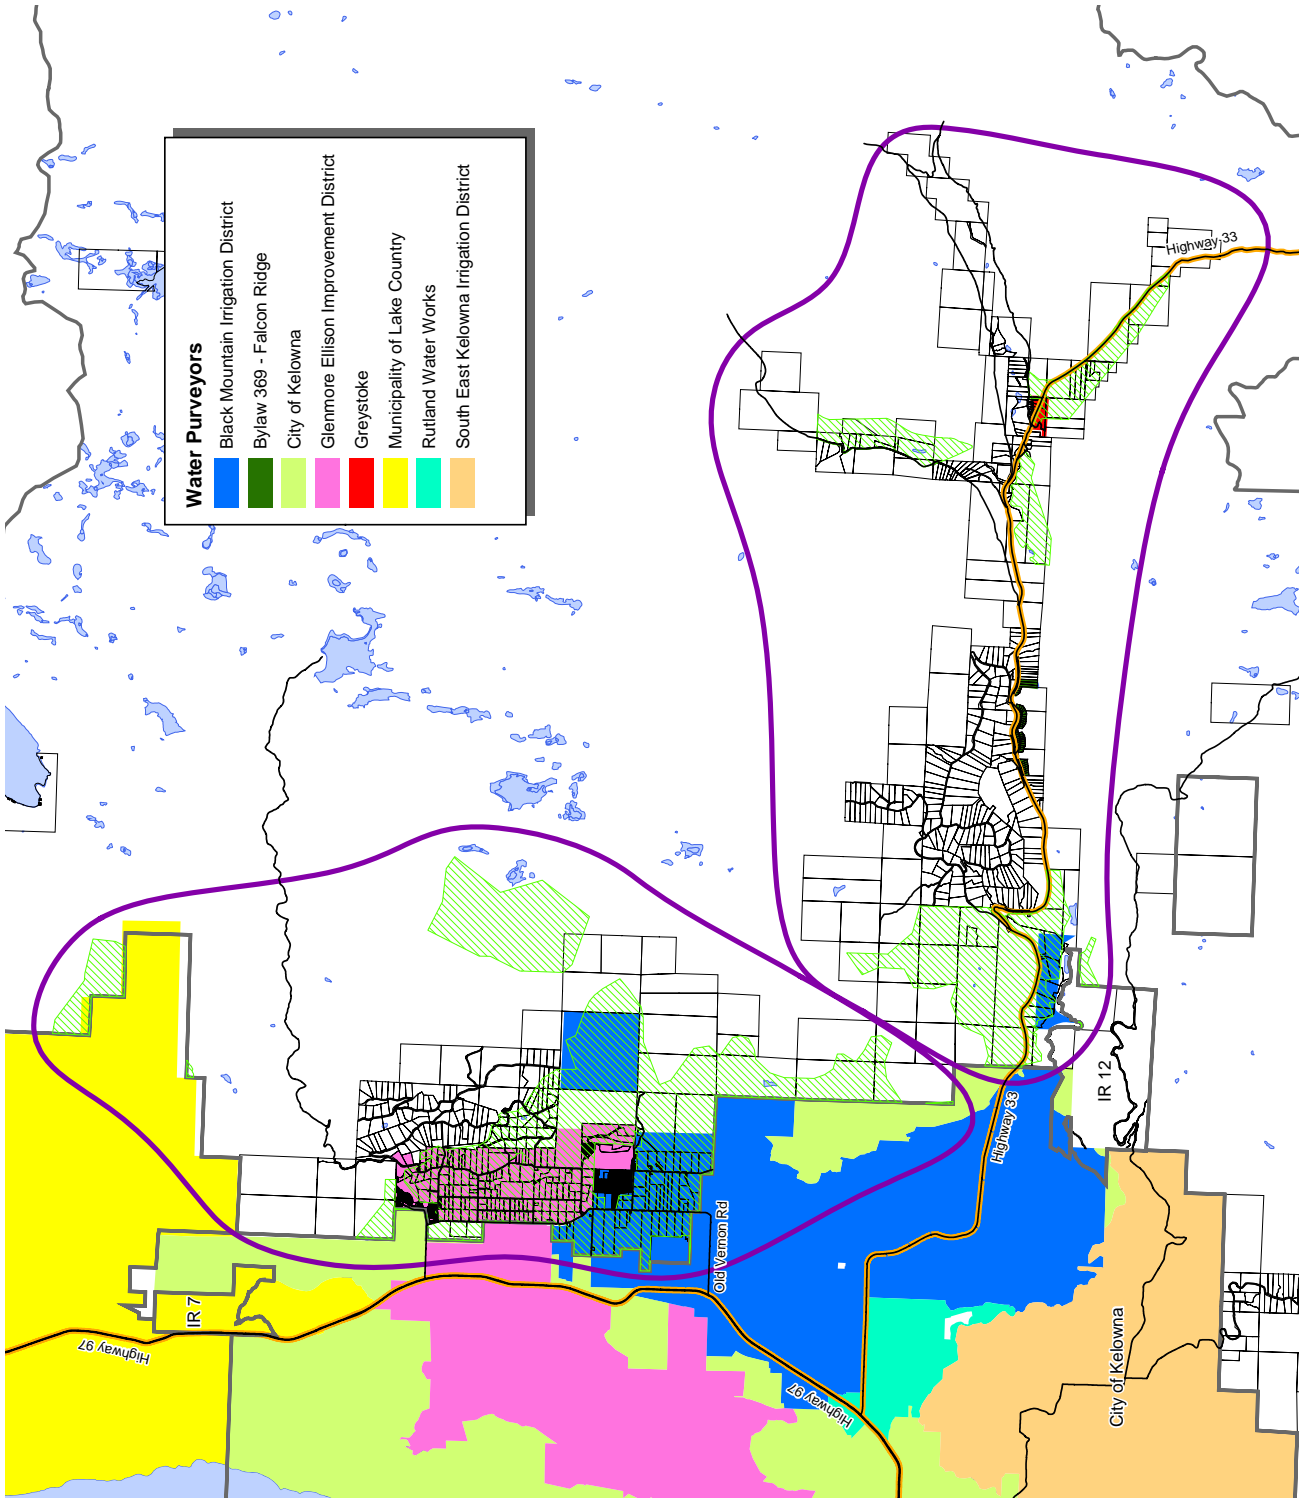 Water Purveyors
Black Mountain Irrigation District
Bylaw 369 - Falcon Ridge
City of Kelowna
Glenmore Ellison Improvement District
Greystoke
Municipality of Lake Country
Rutland Water Works
South East Kelowna Irrigation District
Highway 33
Highway 33
IR 12
Old Vernon Rd
IR 7
Highway 97
Highway 97
City of Kelowna